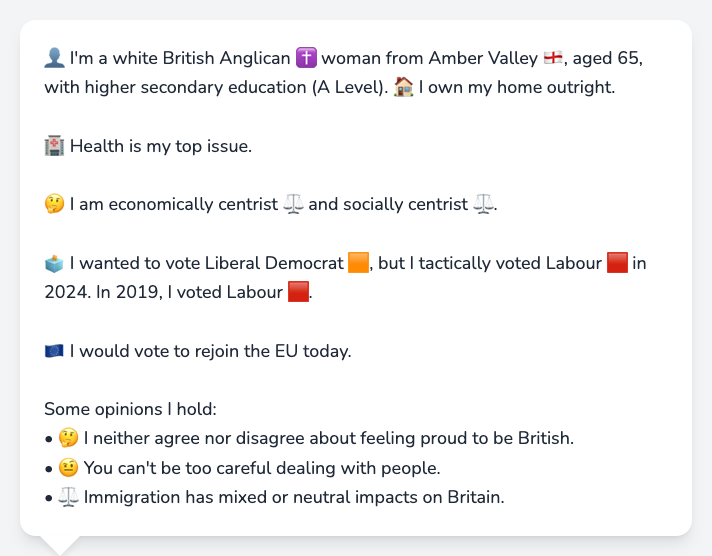 👤 I'm a white British Anglican ✝️ woman from Amber Valley 🏴󠁧󠁢󠁥󠁮󠁧󠁿, aged 65,
with higher secondary education (A Level). 🏠 I own my home outright.
🏥 Health is my top issue.
🤔 I am economically centrist ⚖️ and socially centrist ⚖️.
🗳️ I wanted to vote Liberal Democrat 🟧, but I tactically voted Labour 🟥 in
2024. In 2019, I voted Labour 🟥.
🇪🇺 I would vote to rejoin the EU today.
Some opinions I hold:
• 🤔 I neither agree nor disagree about feeling proud to be British.
• 🤨 You can't be too careful dealing with people.
• ⚖️ Immigration has mixed or neutral impacts on Britain.